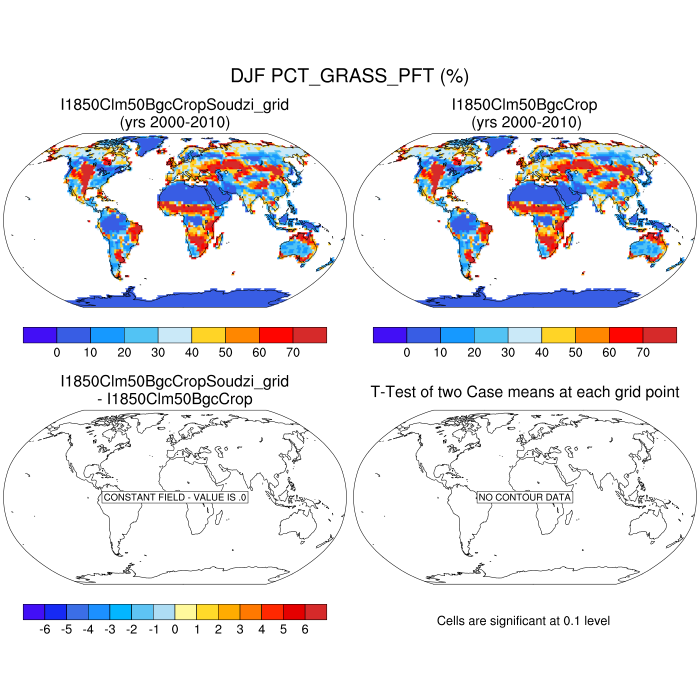 DJF PCT_GRASS_PFT (%)
I1850Clm50BgcCropSoudzi_grid
(yrs 2000-2010)
I1850Clm50BgcCrop
(yrs 2000-2010)
0 10 20 30 40 50 60 70
0 10 20 30 40 50 60 70
I1850Clm50BgcCropSoudzi_grid
- I1850Clm50BgcCrop
T-Test of two Case means at each grid point
CONSTANT FIELD - VALUE IS .0
NO CONTOUR DATA
-6 -5 -4 -3 -2 -1 0 1 2 3 4 5 6
Cells are significant at 0.1 level